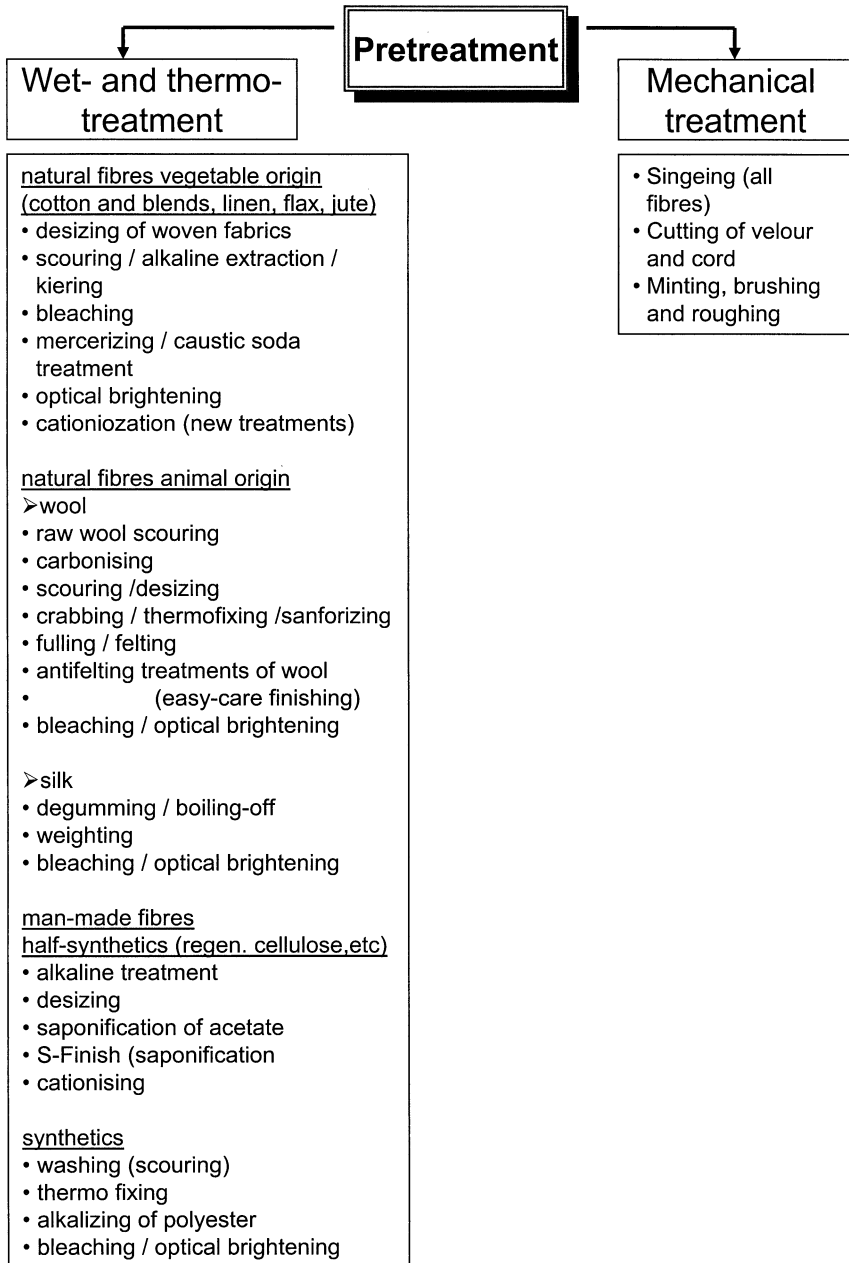 Pretreatment
Wet- and thermo-
treatment
natural fibres vegetable origin
(cotton and blends, linen, flax, jute)
• desizing of woven fabrics
• scouring / alkaline extraction /
kiering
• bleaching
• mercerizing / caustic soda
treatment
• optical brightening
• cationiozation (new treatments)
natural fibres animal origin
➢wool
• raw wool scouring
• carbonising
• scouring /desizing
• crabbing / thermofixing /sanforizing
• fulling / felting
• antifelting treatments of wool
• (easy-care finishing)
• bleaching / optical brightening
➢silk
• degumming / boiling-off
• weighting
• bleaching / optical brightening
man-made fibres
half-synthetics (regen. cellulose,etc)
• alkaline treatment
• desizing
• saponification of acetate
• S-Finish (saponification
• cationising
synthetics
• washing (scouring)
• thermo fixing
• alkalizing of polyester
• bleaching / optical brightening
Mechanical
treatment
• Singeing (all
fibres)
• Cutting of velour
and cord
• Minting, brushing
and roughing